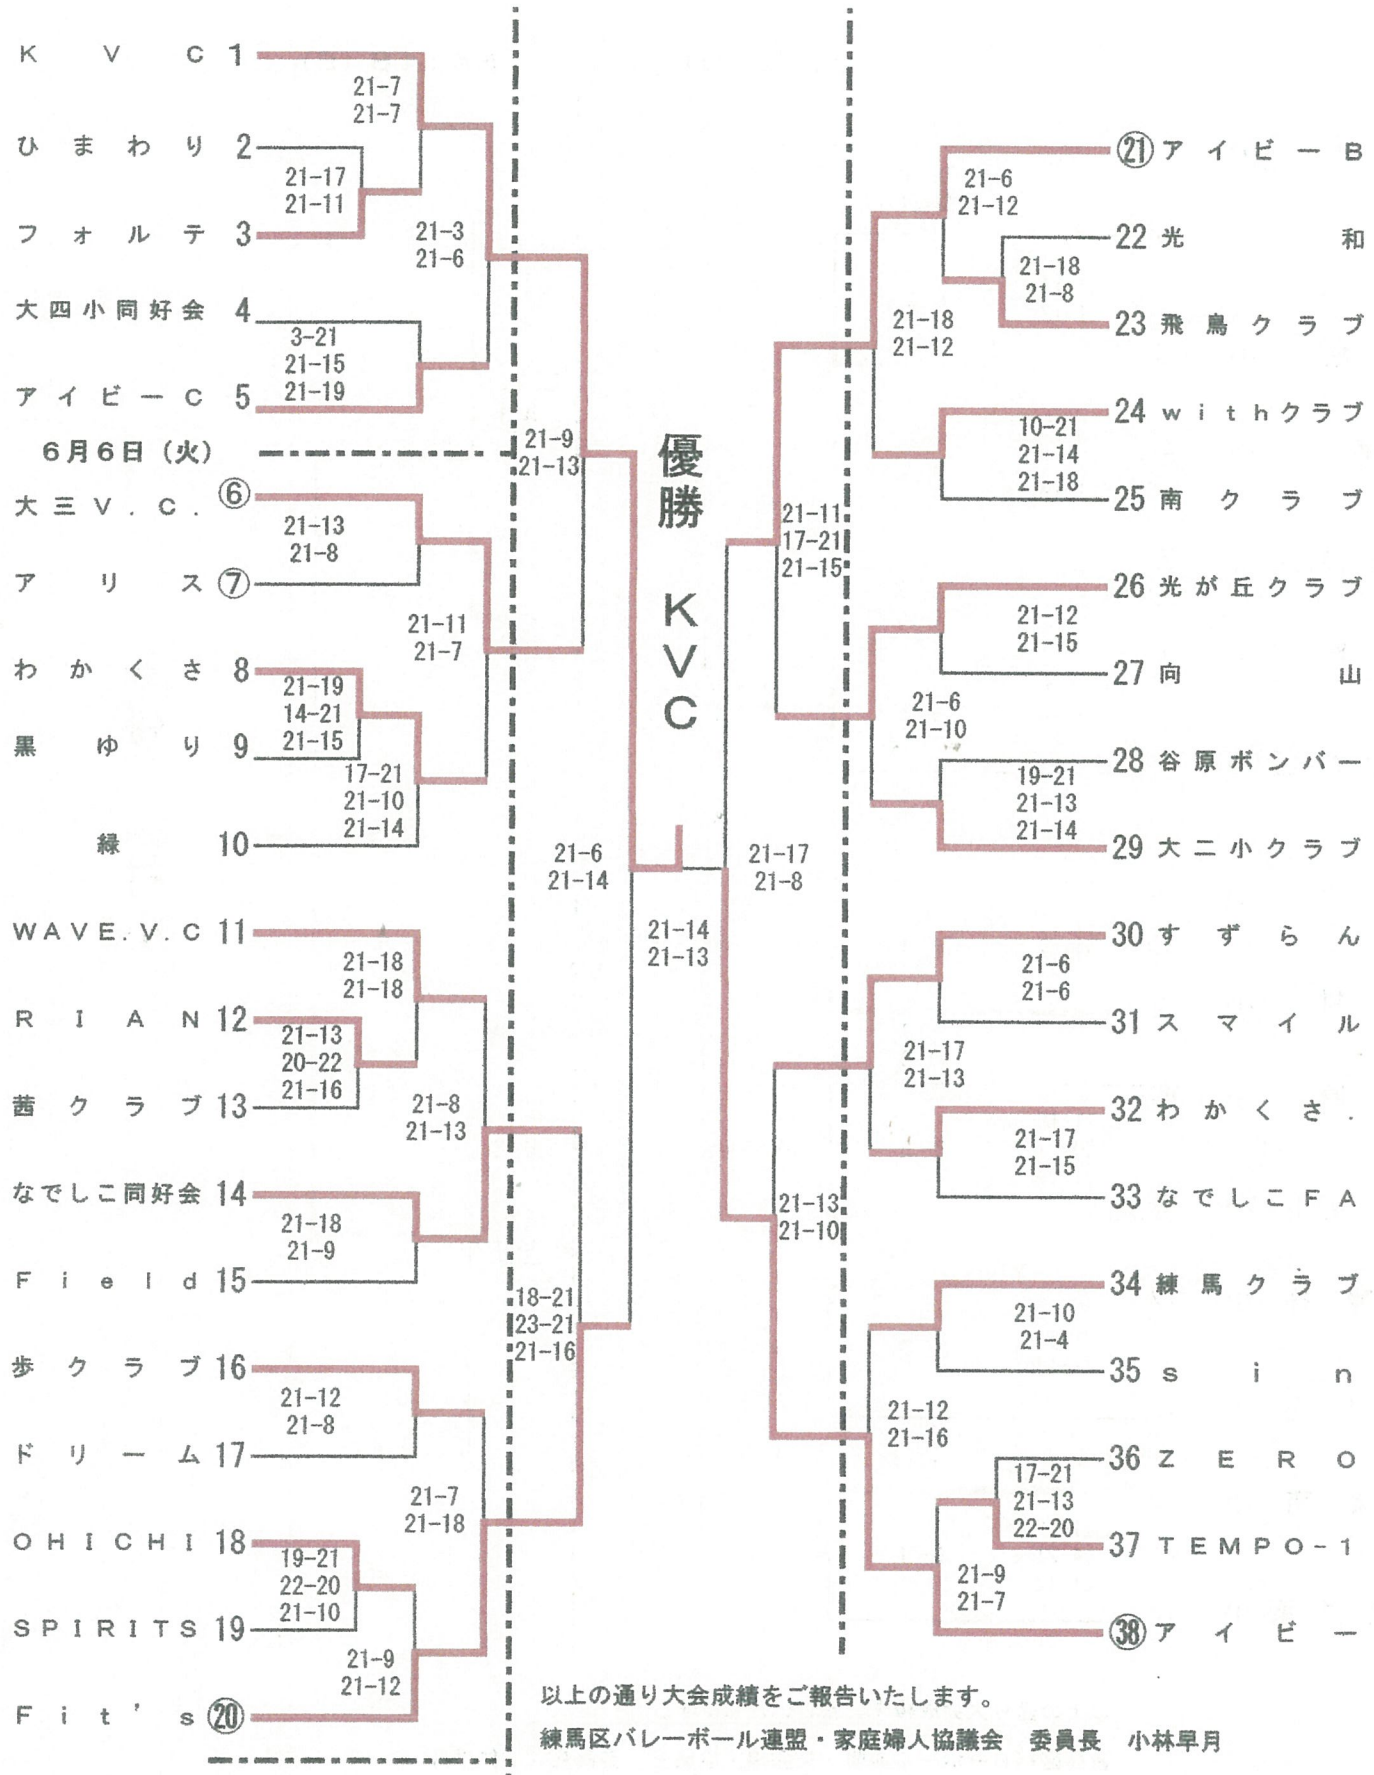 K V C 1
21-7
21-7
ひまわり 2
21-17
21-11
フォルテ 3
21-3
21-6
大四小同好会 4
3-21
21-15
21-19
アイビーC 5
6月6日（火）
21-9
21-13
大三V．C． ⑥
21-13
21-8
アリス ⑦
21-11
21-7
わかくさ 8
21-19
14-21
21-15
黒ゆり 9
17-21
21-10
21-14
緑 10
21-6
21-14
WAVE.V.C 11
21-18
21-18
RIAN 12
21-13
20-22
21-16
茜クラブ 13
21-8
21-13
なでしこ同好会 14
21-18
21-9
Field 15
18-21
23-21
21-16
歩クラブ 16
21-12
21-8
ドリーム 17
21-7
21-18
OHICHI 18
19-21
22-20
21-10
SPIRITS 19
21-9
21-12
Fit's ⑳
優勝 KVC
21-14
21-13
㉑ アイビーB
21-6
21-12
22 光和
21-18
21-8
23 飛鳥クラブ
21-18
21-12
24 withクラブ
10-21
21-14
21-18
25 南クラブ
21-11
17-21
21-15
26 光が丘クラブ
21-12
21-15
27 向山
21-6
21-10
28 谷原ボンバー
19-21
21-13
21-14
29 大二小クラブ
21-17
21-8
30 すずらん
21-6
21-6
31 スマイル
21-17
21-13
32 わかくさ．
21-17
21-15
33 なでしこFA
21-13
21-10
34 練馬クラブ
21-10
21-4
35 sin
21-12
21-16
36 ZERO
17-21
21-13
22-20
37 TEMPO-1
21-9
21-7
㊳ アイビー
以上の通り大会成績をご報告いたします。
練馬区バレーボール連盟・家庭婦人協議会 委員長 小林早月